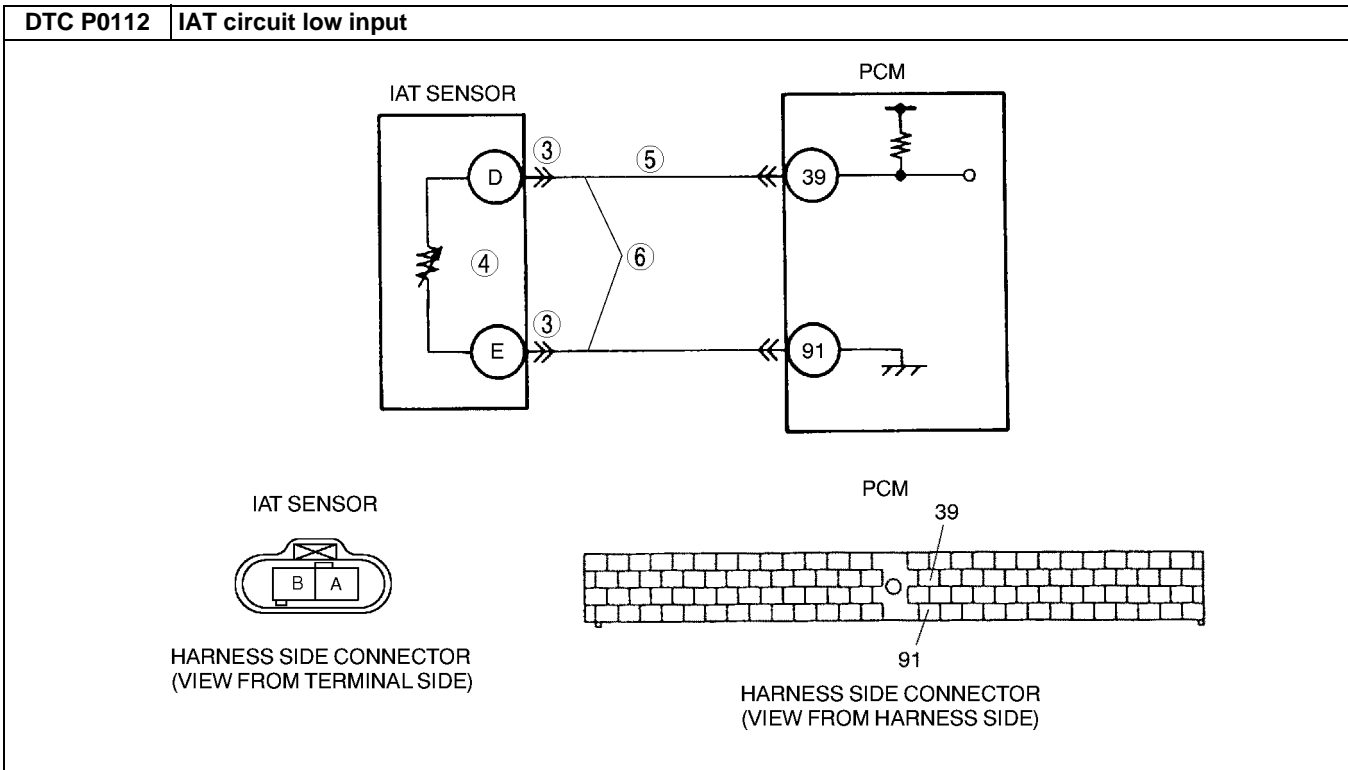 DTC P0112 IAT circuit low input
PCM
IAT SENSOR
D ③ ⑤ 39
④ ⑥
E ③ 91
IAT SENSOR
B A
HARNESS SIDE CONNECTOR
(VIEW FROM TERMINAL SIDE)
PCM
39
91
HARNESS SIDE CONNECTOR
(VIEW FROM HARNESS SIDE)